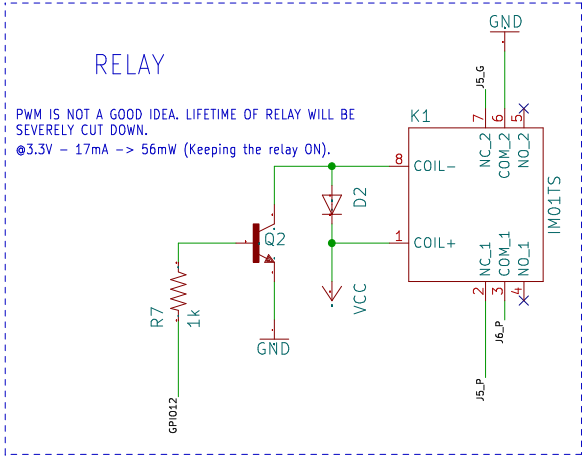 GND
RELAY
J5_G
PWM IS NOT A GOOD IDEA. LIFETIME OF RELAY WILL BE
SEVERELY CUT DOWN.
@3.3V - 17mA -> 56mW (Keeping the relay ON).
K1
7
6
5
NC_2
COM_2
NO_2
8
COIL-
D2
IM01TS
Q2
1
COIL+
NC_1
COM_1
NO_1
2
3
4
R7
1k
VCC
GND
J6_P
J5_P
GPIO12